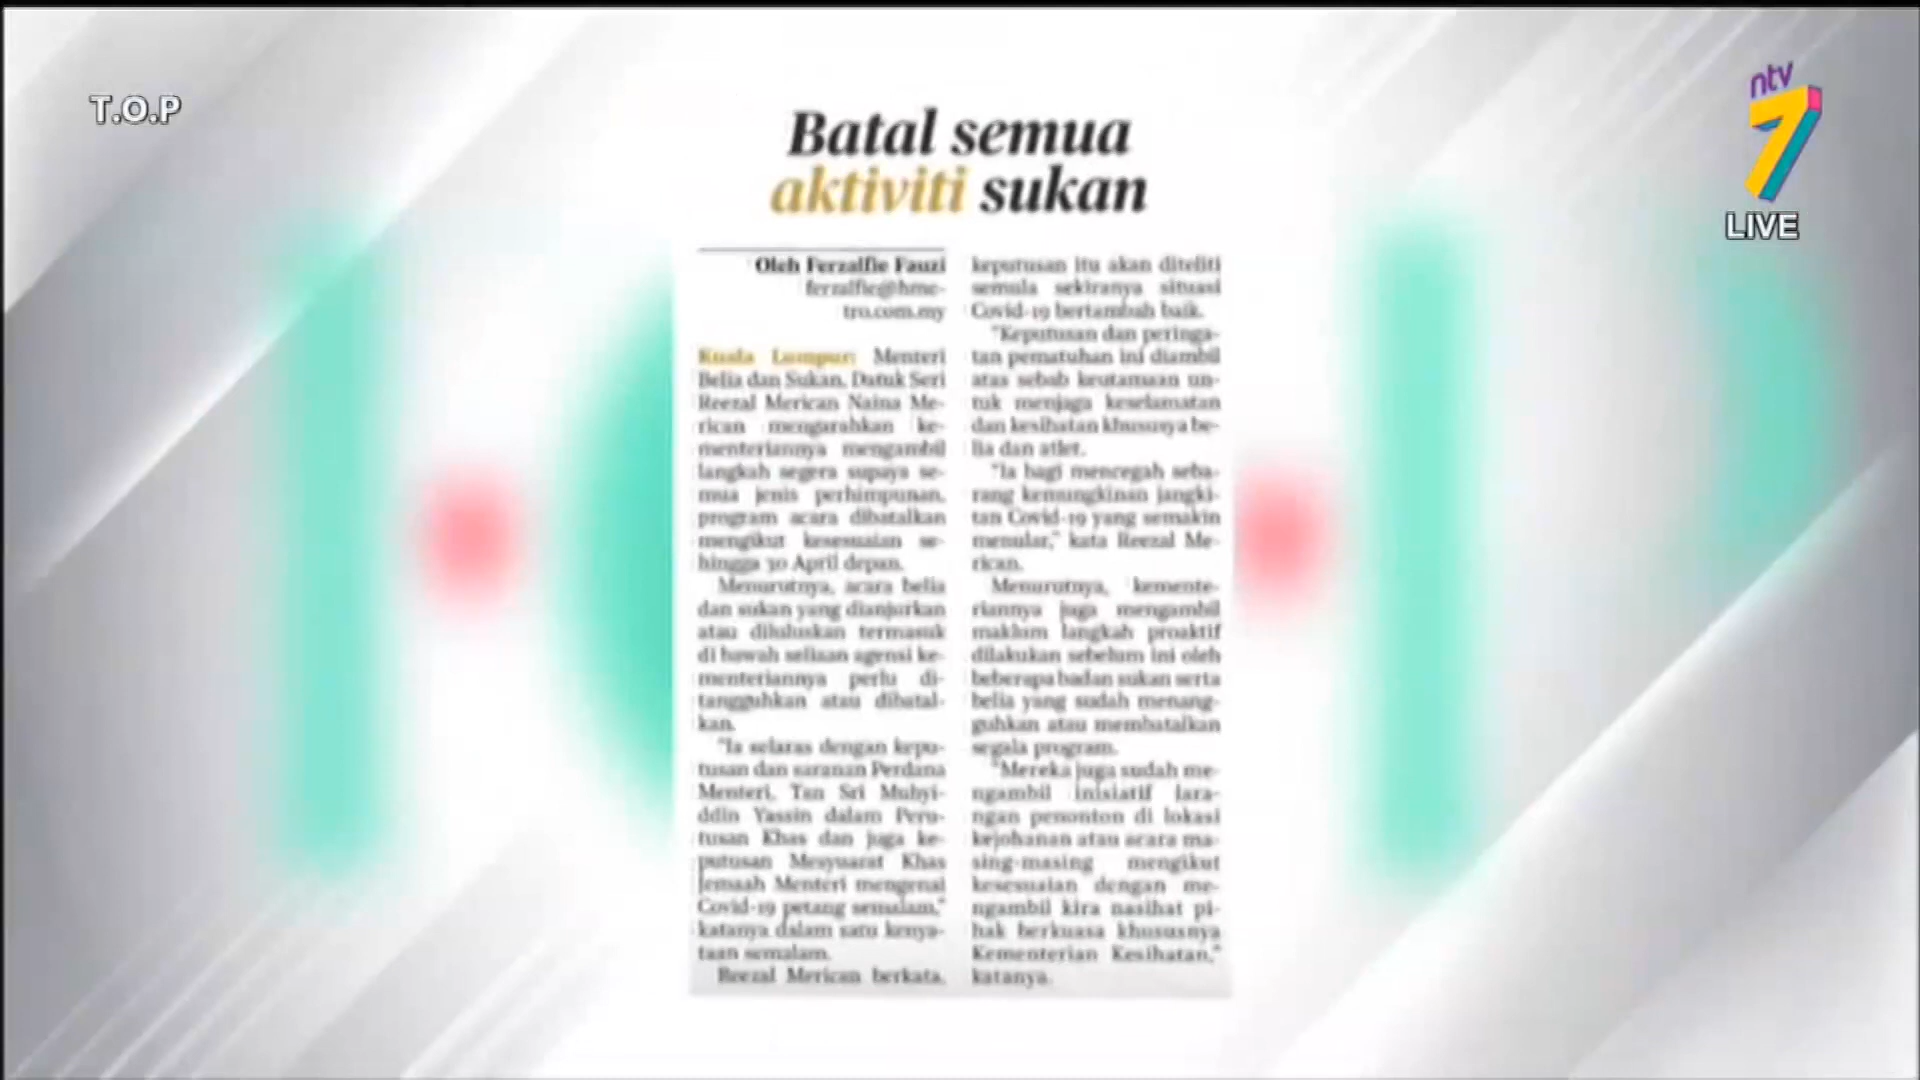 T.O.P
ntv
7
LIVE
Batal semua
aktiviti sukan
Oleh Ferzalfie Fauzi
ferzalfie@hme-
tro.com.my
Kuala Lumpur: Menteri
Belia dan Sukan, Datuk Seri
Reezal Merican Naina Me-
rican mengarahkan ke-
menteriannya mengambil
langkah segera supaya se-
mua jenis perhimpunan,
program acara dibatalkan
mengikut kesesuaian se-
hingga 30 April depan.
Menurutnya, acara belia
dan sukan yang dianjurkan
atau diluluskan termasuk
di bawah seliaan agensi ke-
menteriannya perlu di-
tangguhkan atau dibatal-
kan.
"Ia selaras dengan kepu-
tusan dan saranan Perdana
Menteri, Tan Sri Muhyi-
ddin Yassin dalam Peru-
tusan Khas dan juga ke-
putusan Mesyuarat Khas
Jemaah Menteri mengenai
Covid-19 petang semalam,"
katanya dalam satu kenya-
taan semalam.
Reezal Merican berkata,
keputusan itu akan diteliti
semula sekiranya situasi
Covid-19 bertambah baik.
"Keputusan dan peringa-
tan pematuhan ini diambil
atas sebab keutamaan un-
tuk menjaga keselamatan
dan kesihatan khususya be-
lia dan atlet.
"Ia bagi mencegah seba-
rang kemungkinan jangki-
tan Covid-19 yang semakin
menular," kata Reezal Me-
rican.
Menurutnya, kemente-
riannya juga mengambil
maklum langkah proaktif
dilakukan sebelum ini oleh
beberapa badan sukan serta
belia yang sudah menang-
guhkan atau membatalkan
segala program.
"Mereka juga sudah me-
ngambil inisiatif lara-
ngan penonton di lokasi
kejohanan atau acara ma-
sing-masing mengikut
kesesuaian dengan me-
ngambil kira nasihat pi-
hak berkuasa khususnya
Kementerian Kesihatan,"
katanya.